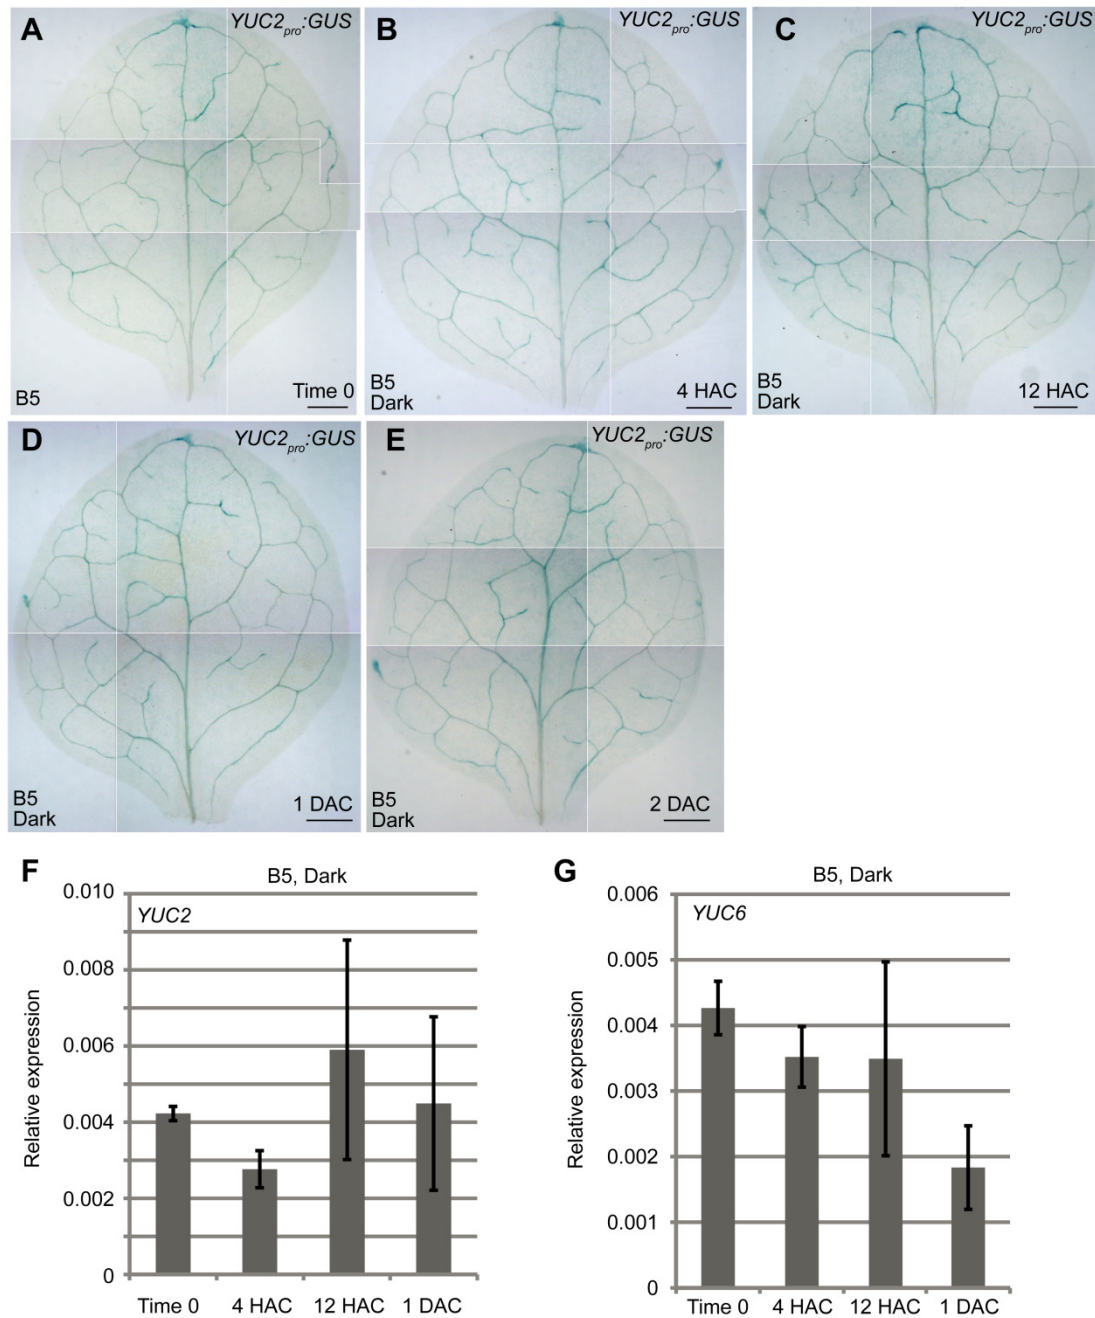 A
YUC2pro:GUS
B5
Time 0
B
YUC2pro:GUS
B5
Dark
4 HAC
C
YUC2pro:GUS
B5
Dark
12 HAC
D
YUC2pro:GUS
B5
Dark
1 DAC
E
YUC2pro:GUS
B5
Dark
2 DAC
F
B5, Dark
YUC2
Relative expression
0.010
0.008
0.006
0.004
0.002
0
Time 0 4 HAC 12 HAC 1 DAC
G
B5, Dark
YUC6
Relative expression
0.006
0.005
0.004
0.003
0.002
0.001
0
Time 0 4 HAC 12 HAC 1 DAC